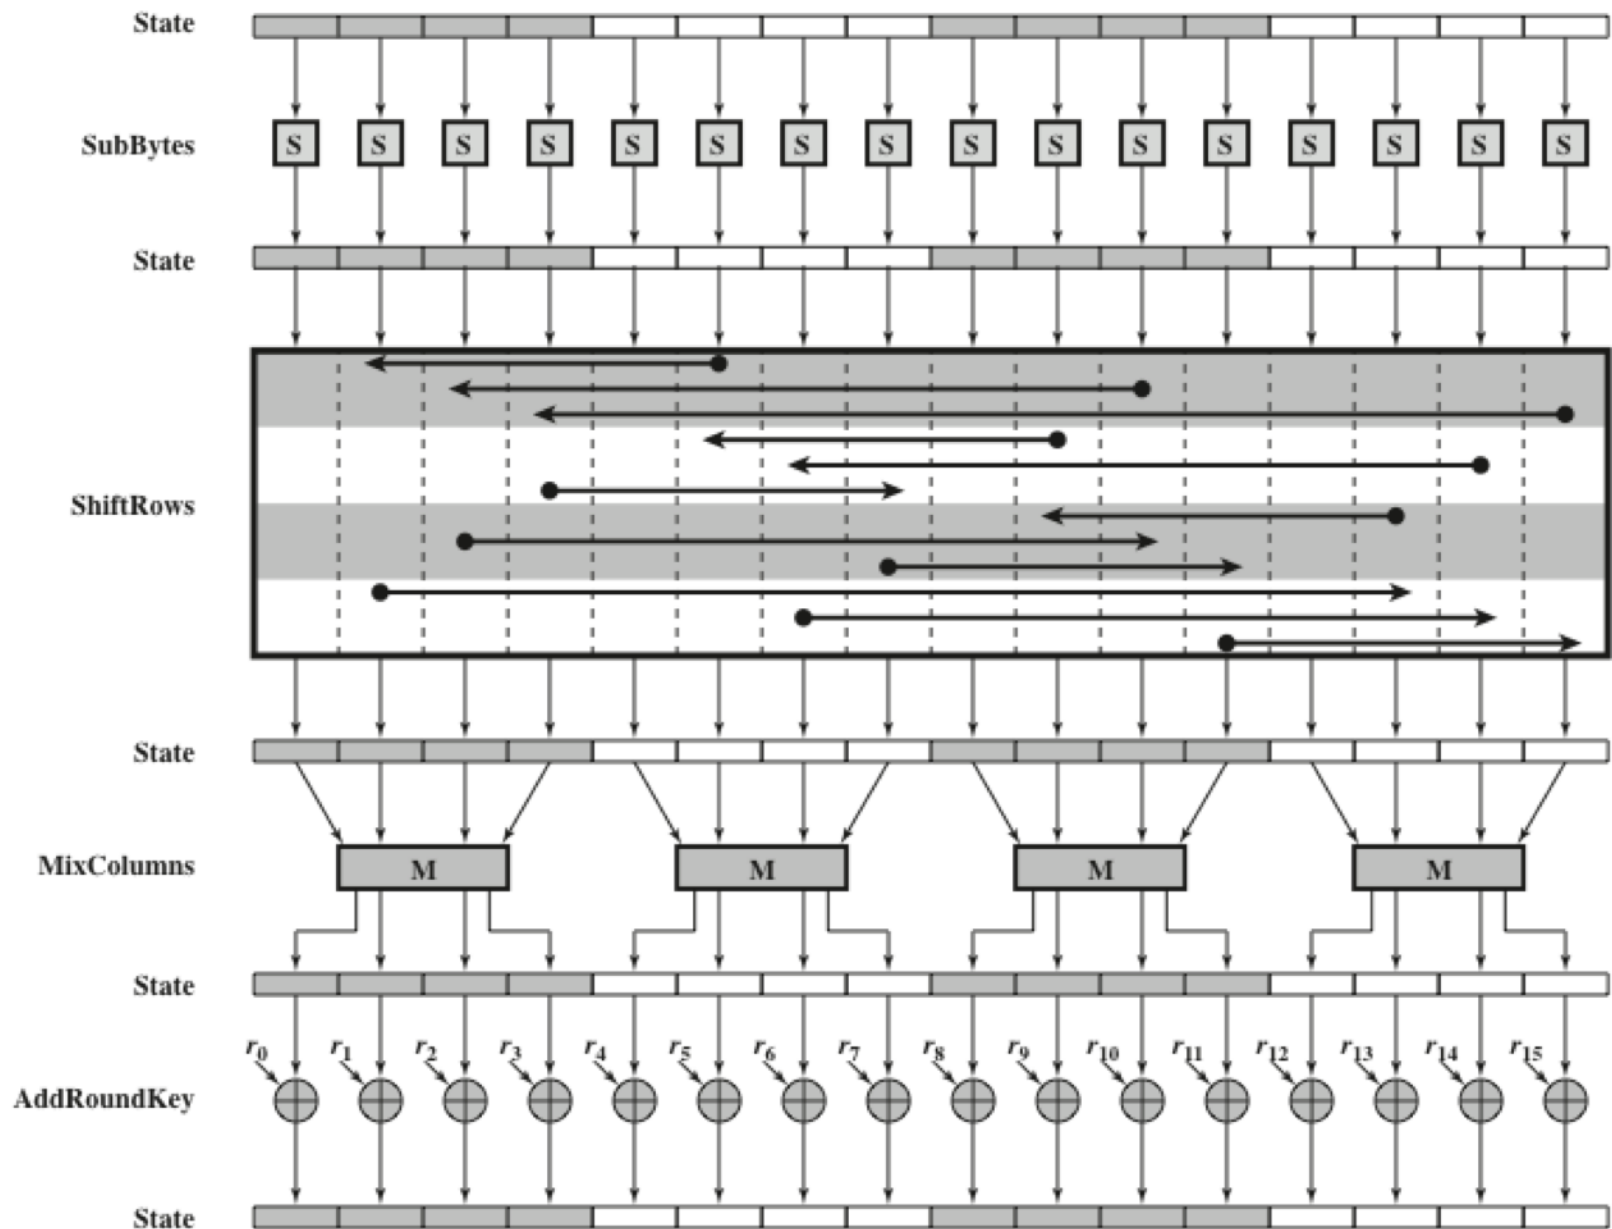 State
SubBytes S S S S S S S S S S S S S S S S
State
ShiftRows
State
MixColumns M M M M
State
r0 r1 r2 r3 r4 r5 r6 r7 r8 r9 r10 r11 r12 r13 r14 r15
AddRoundKey
State